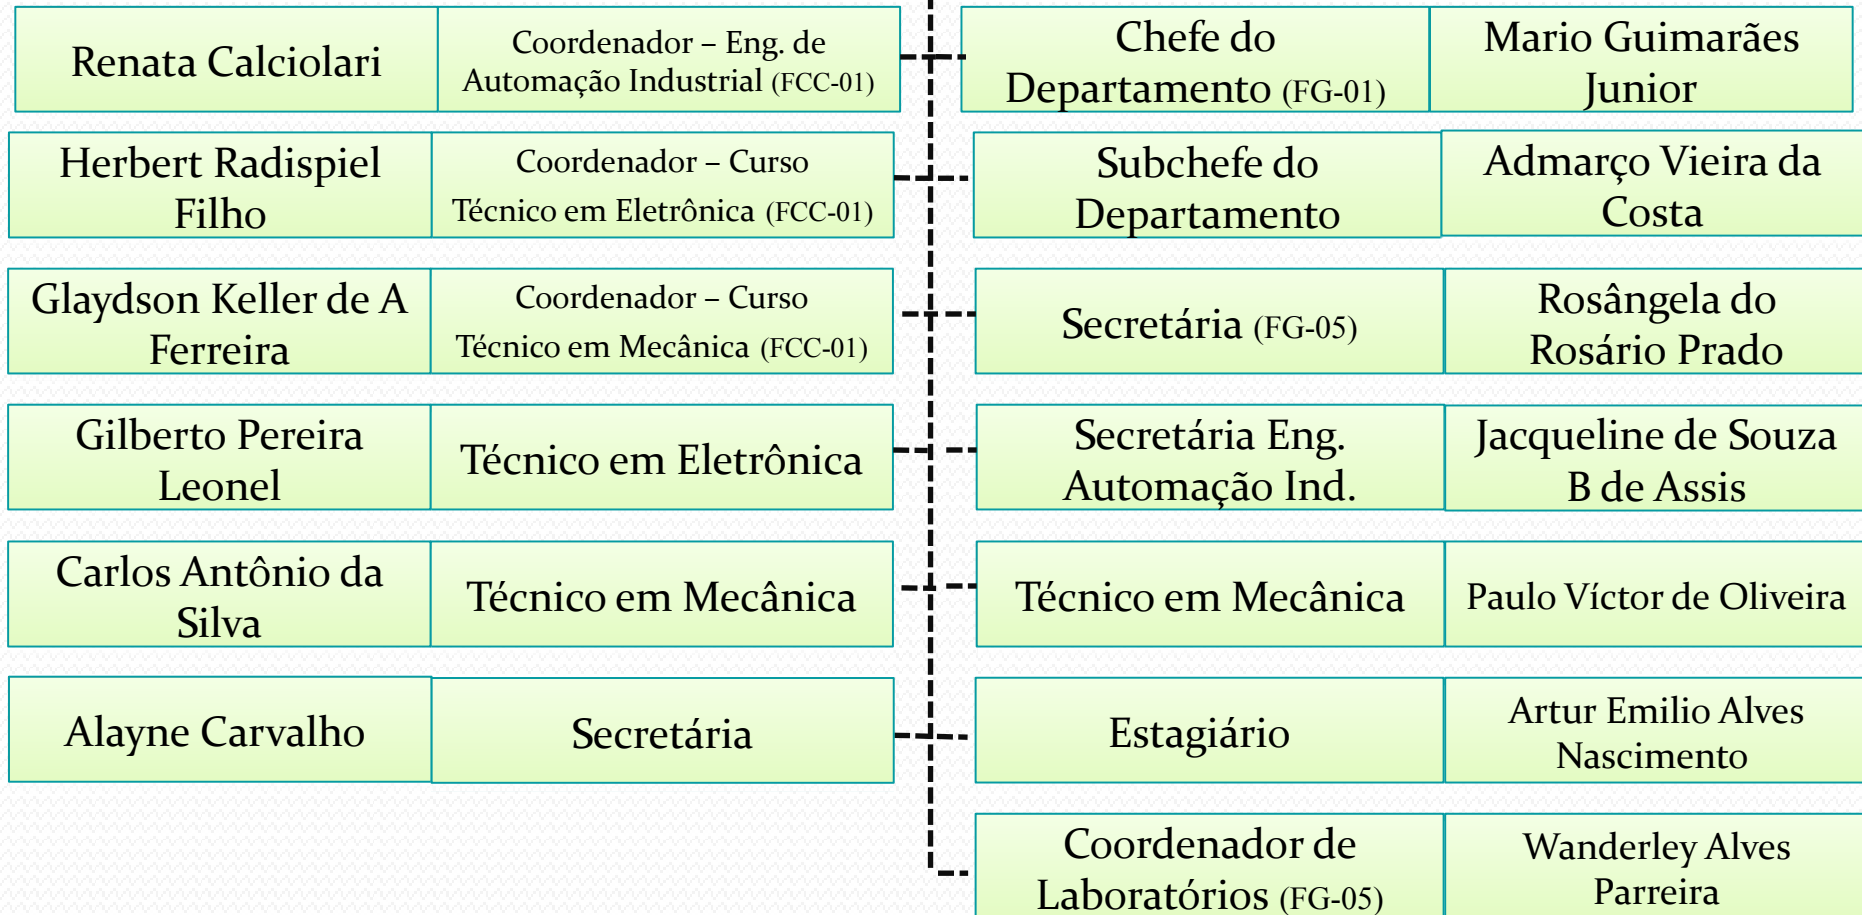 Renata Calciolari
Coordenador – Eng. de
Automação Industrial (FCC-01)
Chefe do
Departamento (FG-01)
Mario Guimarães
Junior
Herbert Radispiel
Filho
Coordenador – Curso
Técnico em Eletrônica (FCC-01)
Subchefe do
Departamento
Admarço Vieira da
Costa
Glaydson Keller de A
Ferreira
Coordenador – Curso
Técnico em Mecânica (FCC-01)
Secretária (FG-05)
Rosângela do
Rosário Prado
Gilberto Pereira
Leonel
Técnico em Eletrônica
Secretária Eng.
Automação Ind.
Jacqueline de Souza
B de Assis
Carlos Antônio da
Silva
Técnico em Mecânica
Técnico em Mecânica
Paulo Víctor de Oliveira
Alayne Carvalho
Secretária
Estagiário
Artur Emilio Alves
Nascimento
Coordenador de
Laboratórios (FG-05)
Wanderley Alves
Parreira